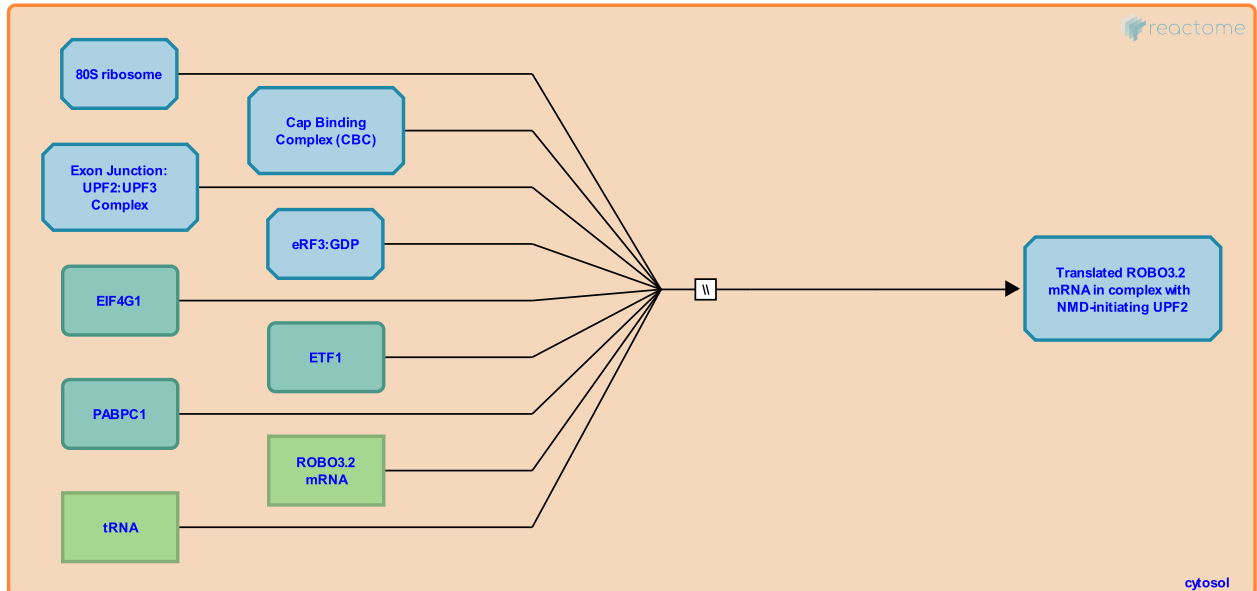 reactome
80S ribosome
Cap Binding
Complex (CBC)
Exon Junction:
UPF2:UPF3
Complex
eRF3:GDP
EIF4G1
ETF1
PABPC1
ROBO3.2
mRNA
tRNA
\\
Translated ROBO3.2
mRNA in complex with
NMD-initiating UPF2
cytosol